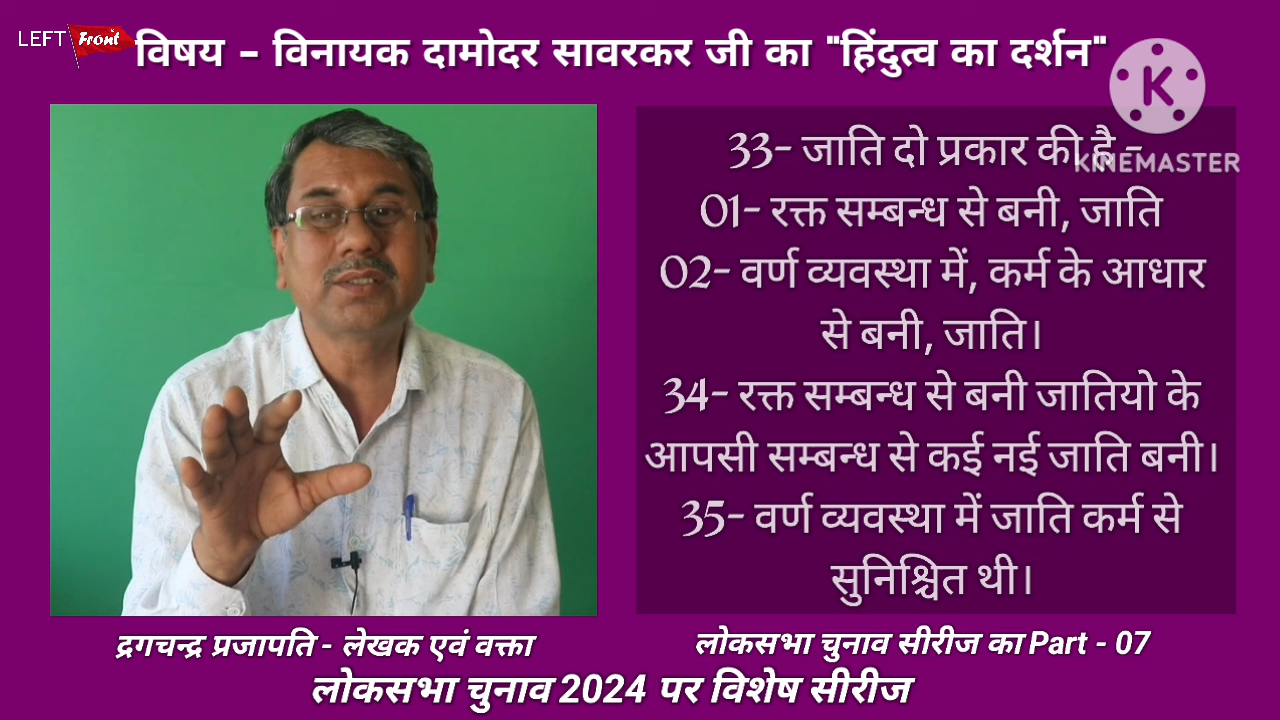 LEFT Front
विषय - विनायक दामोदर सावरकर जी का "हिंदुत्व का दर्शन"
33- जाति दो प्रकार की है -
KINEMASTER
01- रक्त सम्बन्ध से बनी, जाति
02- वर्ण व्यवस्था में, कर्म के आधार
से बनी, जाति।
34- रक्त सम्बन्ध से बनी जातियो के
आपसी सम्बन्ध से कई नई जाति बनी।
35- वर्ण व्यवस्था में जाति कर्म से
सुनिश्चित थी।
द्रगचन्द्र प्रजापति - लेखक एवं वक्ता
लोकसभा चुनाव सीरीज का Part - 07
लोकसभा चुनाव 2024 पर विशेष सीरीज